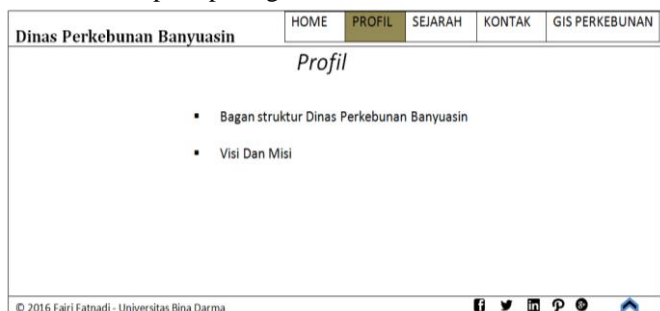 Dinas Perkebunan Banyuasin
HOME PROFIL SEJARAH KONTAK GIS PERKEBUNAN
Profil
▪ Bagan struktur Dinas Perkebunan Banyuasin
▪ Visi Dan Misi
© 2016 Fajri Fatnadi - Universitas Bina Darma